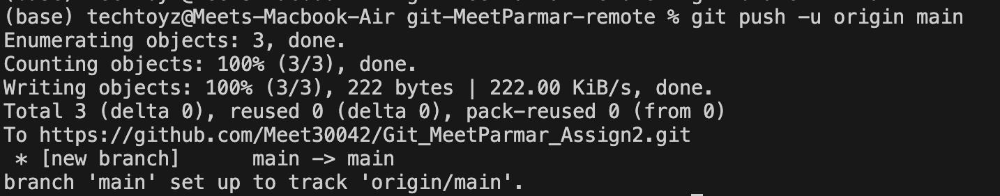 (base) techtoyz@Meets-Macbook-Air git-MeetParmar-remote % git push -u origin main
Enumerating objects: 3, done.
Counting objects: 100% (3/3), done.
Writing objects: 100% (3/3), 222 bytes | 222.00 KiB/s, done.
Total 3 (delta 0), reused 0 (delta 0), pack-reused 0 (from 0)
To https://github.com/Meet30042/Git_MeetParmar_Assign2.git
 * [new branch]      main -> main
branch 'main' set up to track 'origin/main'.